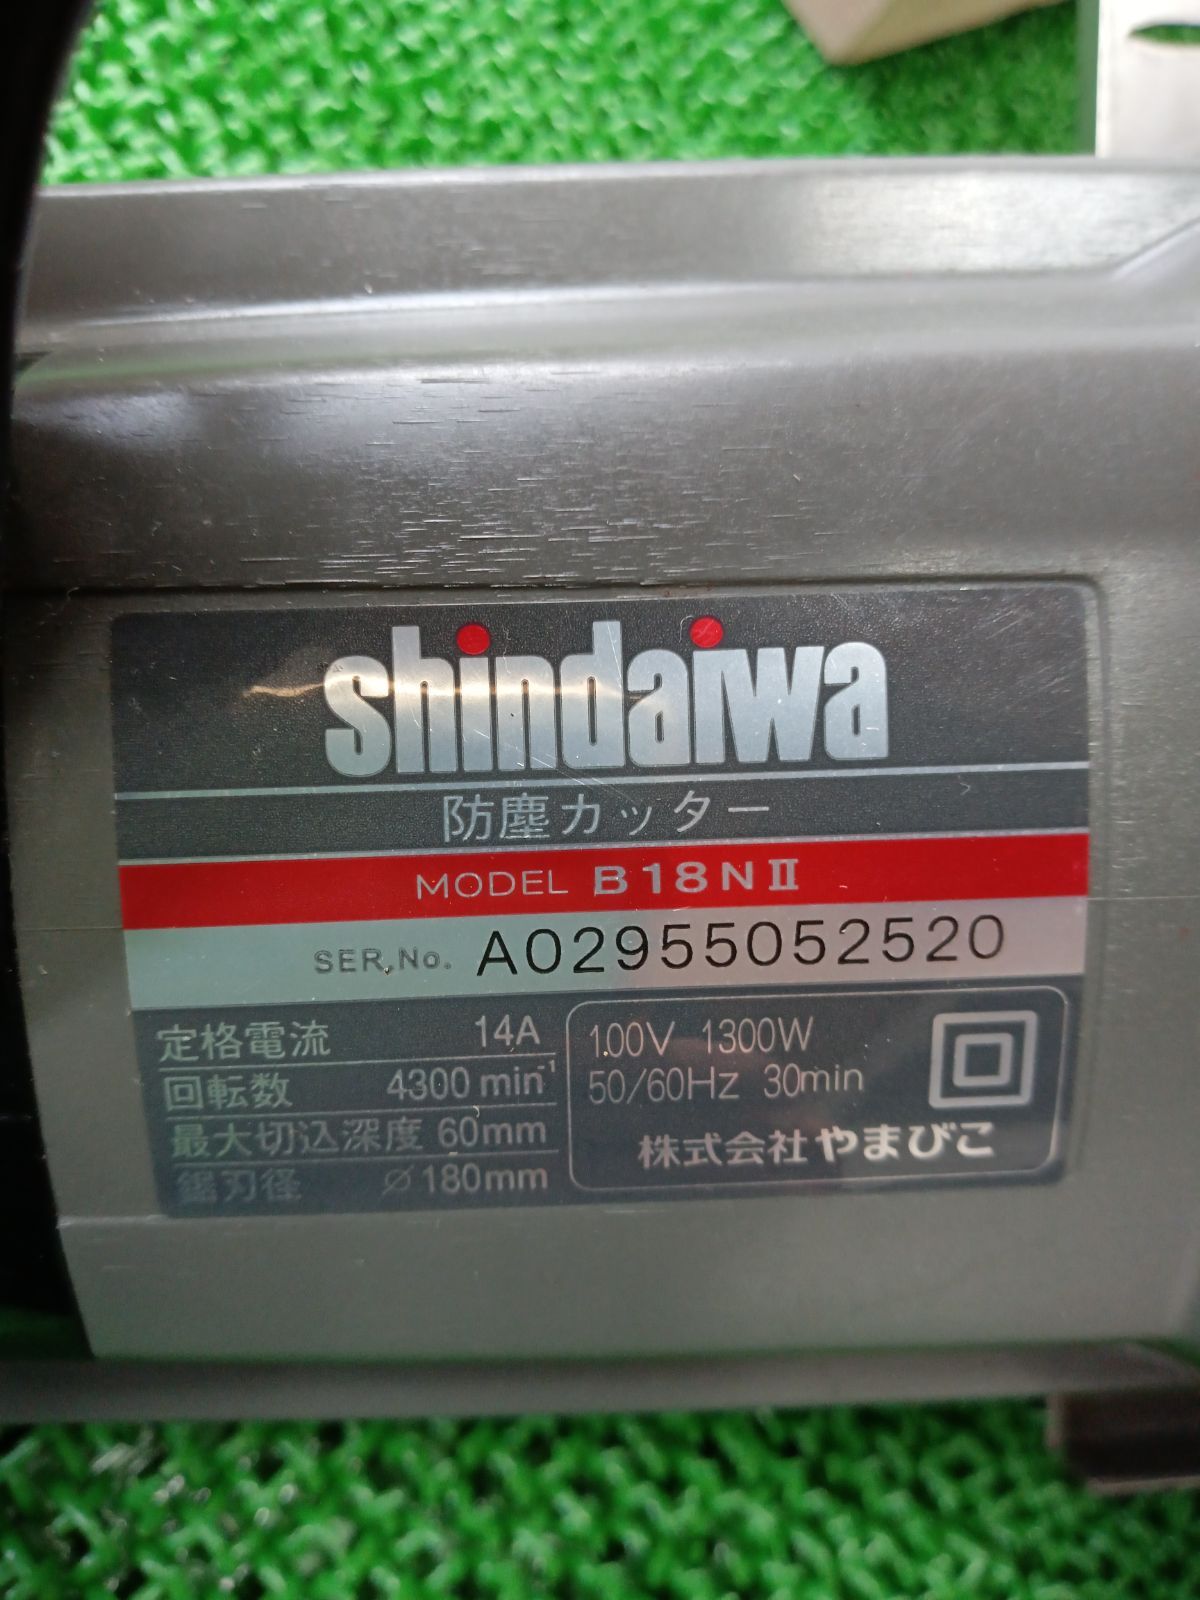 shindaiwa
防塵カッター
MODEL B18NⅡ
SER.No. A02955052520
定格電流 14A
回転数 4300 min⁻¹
最大切込深度 60mm
鋸刃径 ⌀180mm
100V 1300W
50/60Hz 30min
株式会社やまびこ